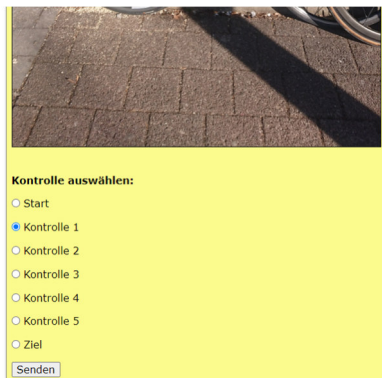 Kontrolle auswählen:
Start
Kontrolle 1
Kontrolle 2
Kontrolle 3
Kontrolle 4
Kontrolle 5
Ziel
Senden